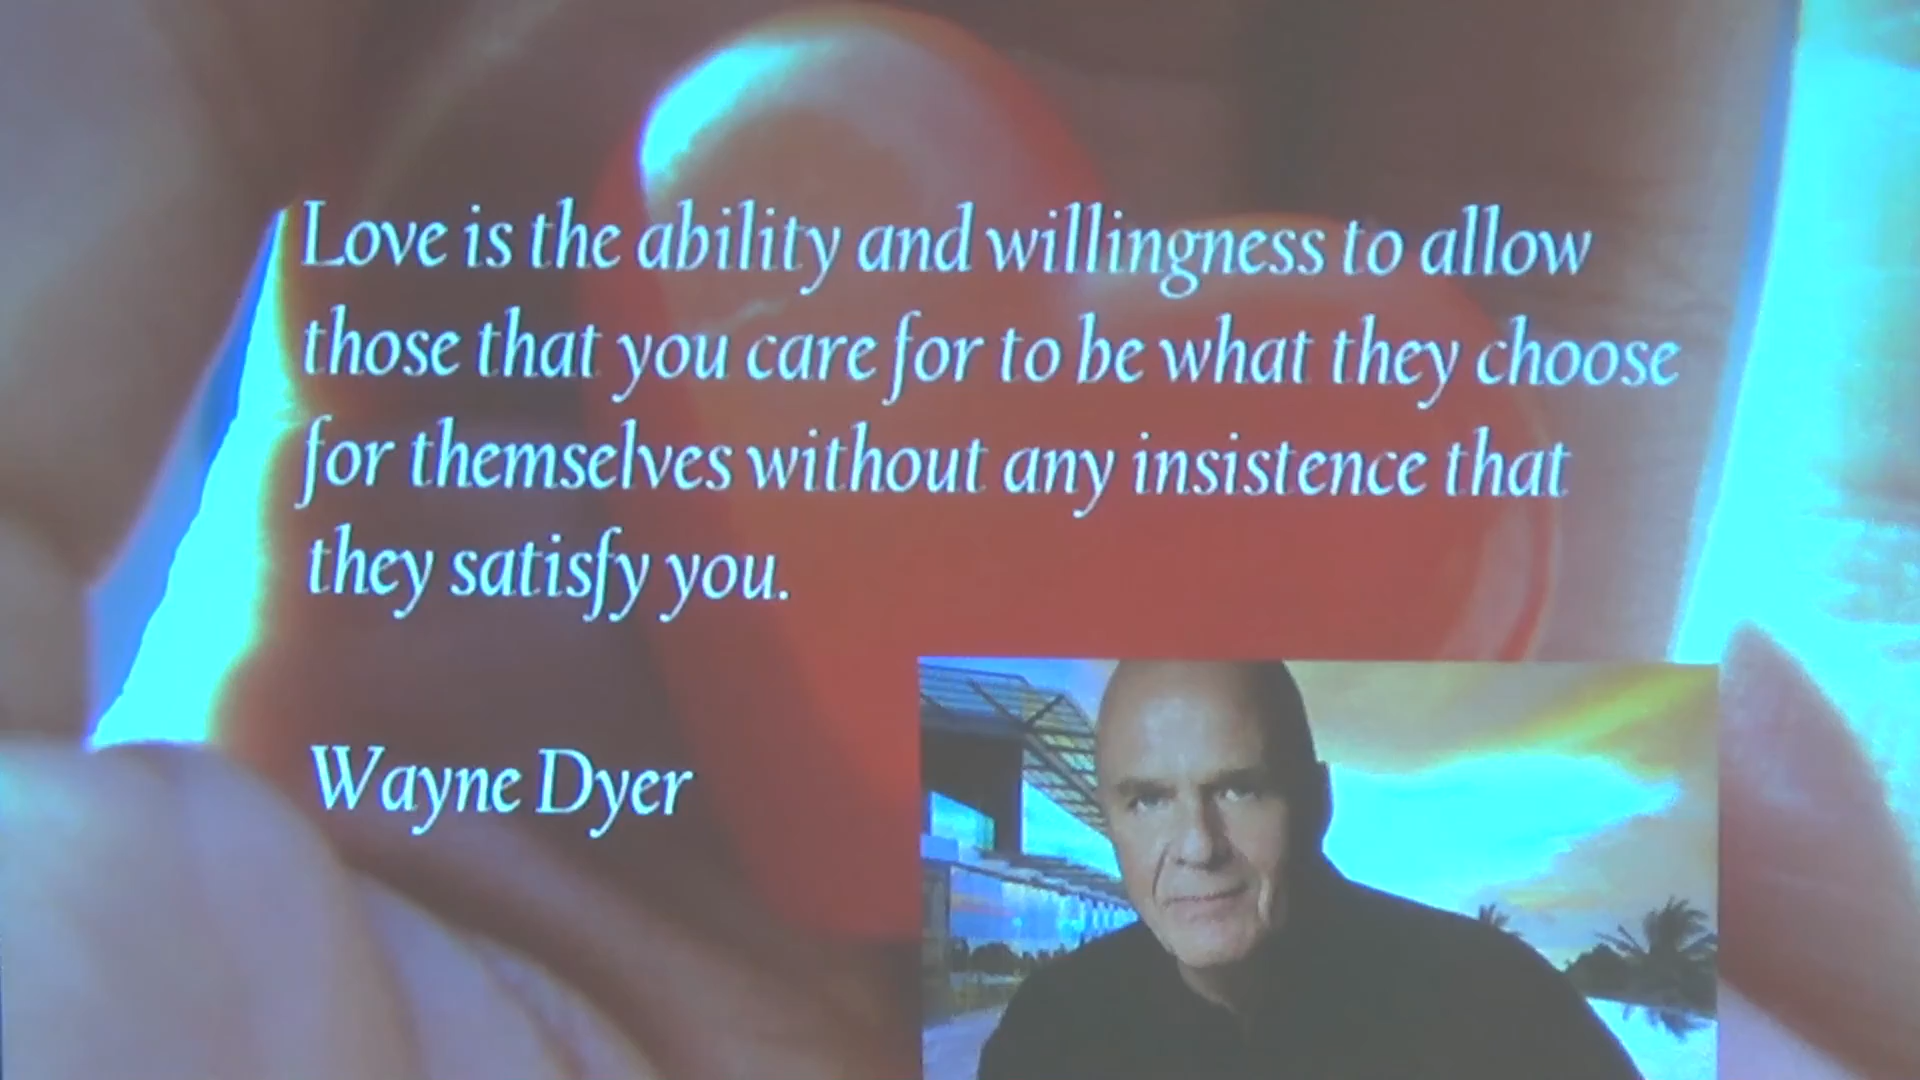 Love is the ability and willingness to allow
those that you care for to be what they choose
for themselves without any insistence that
they satisfy you.
Wayne Dyer